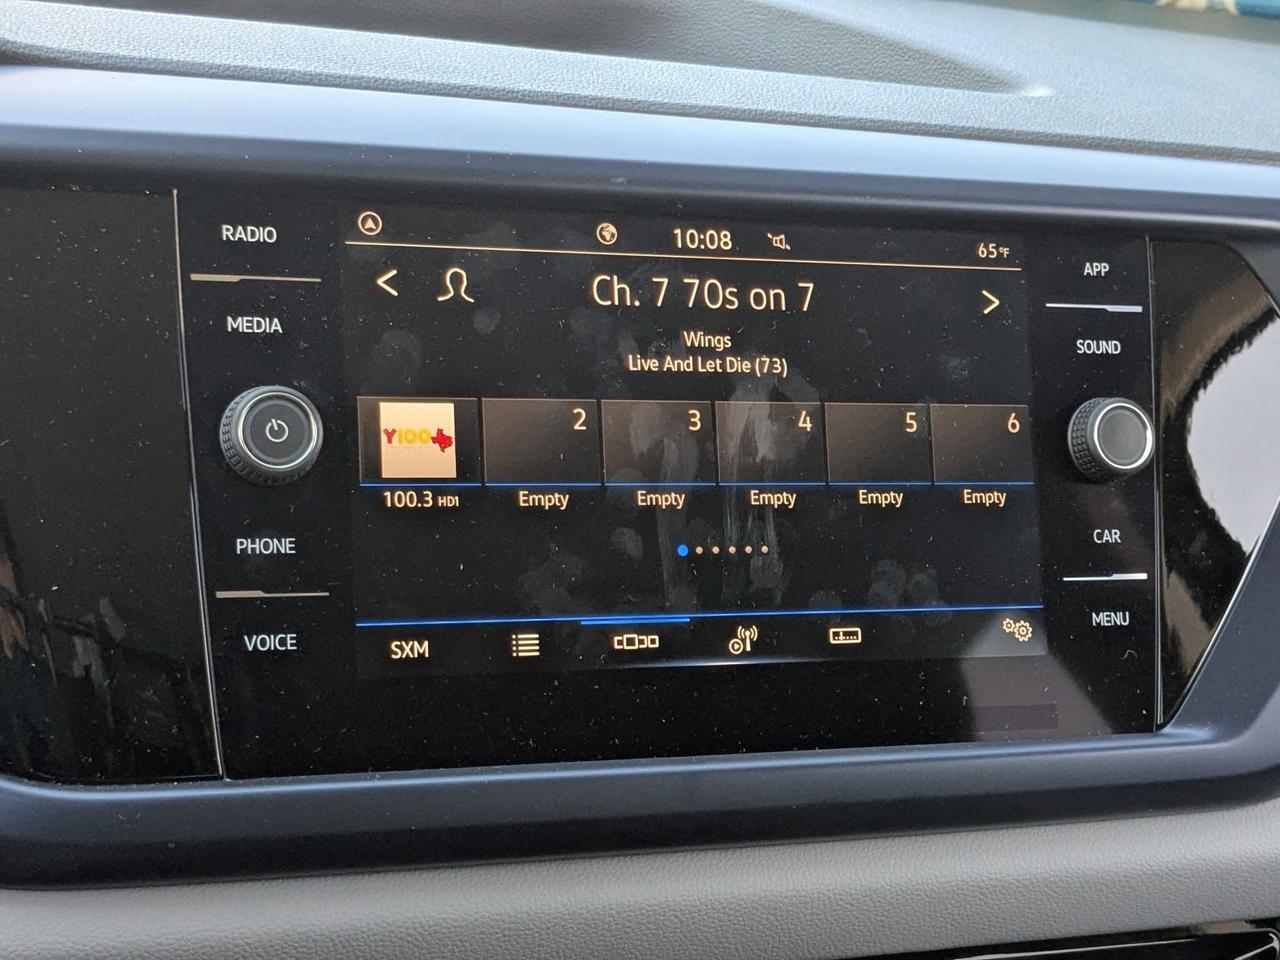 RADIO
MEDIA
PHONE
VOICE
10:08
65°F
< Ch. 7 70s on 7 >
Wings
Live And Let Die (73)
Y100
2
3
4
5
6
100.3 HD1
Empty
Empty
Empty
Empty
Empty
SXM
APP
SOUND
CAR
MENU